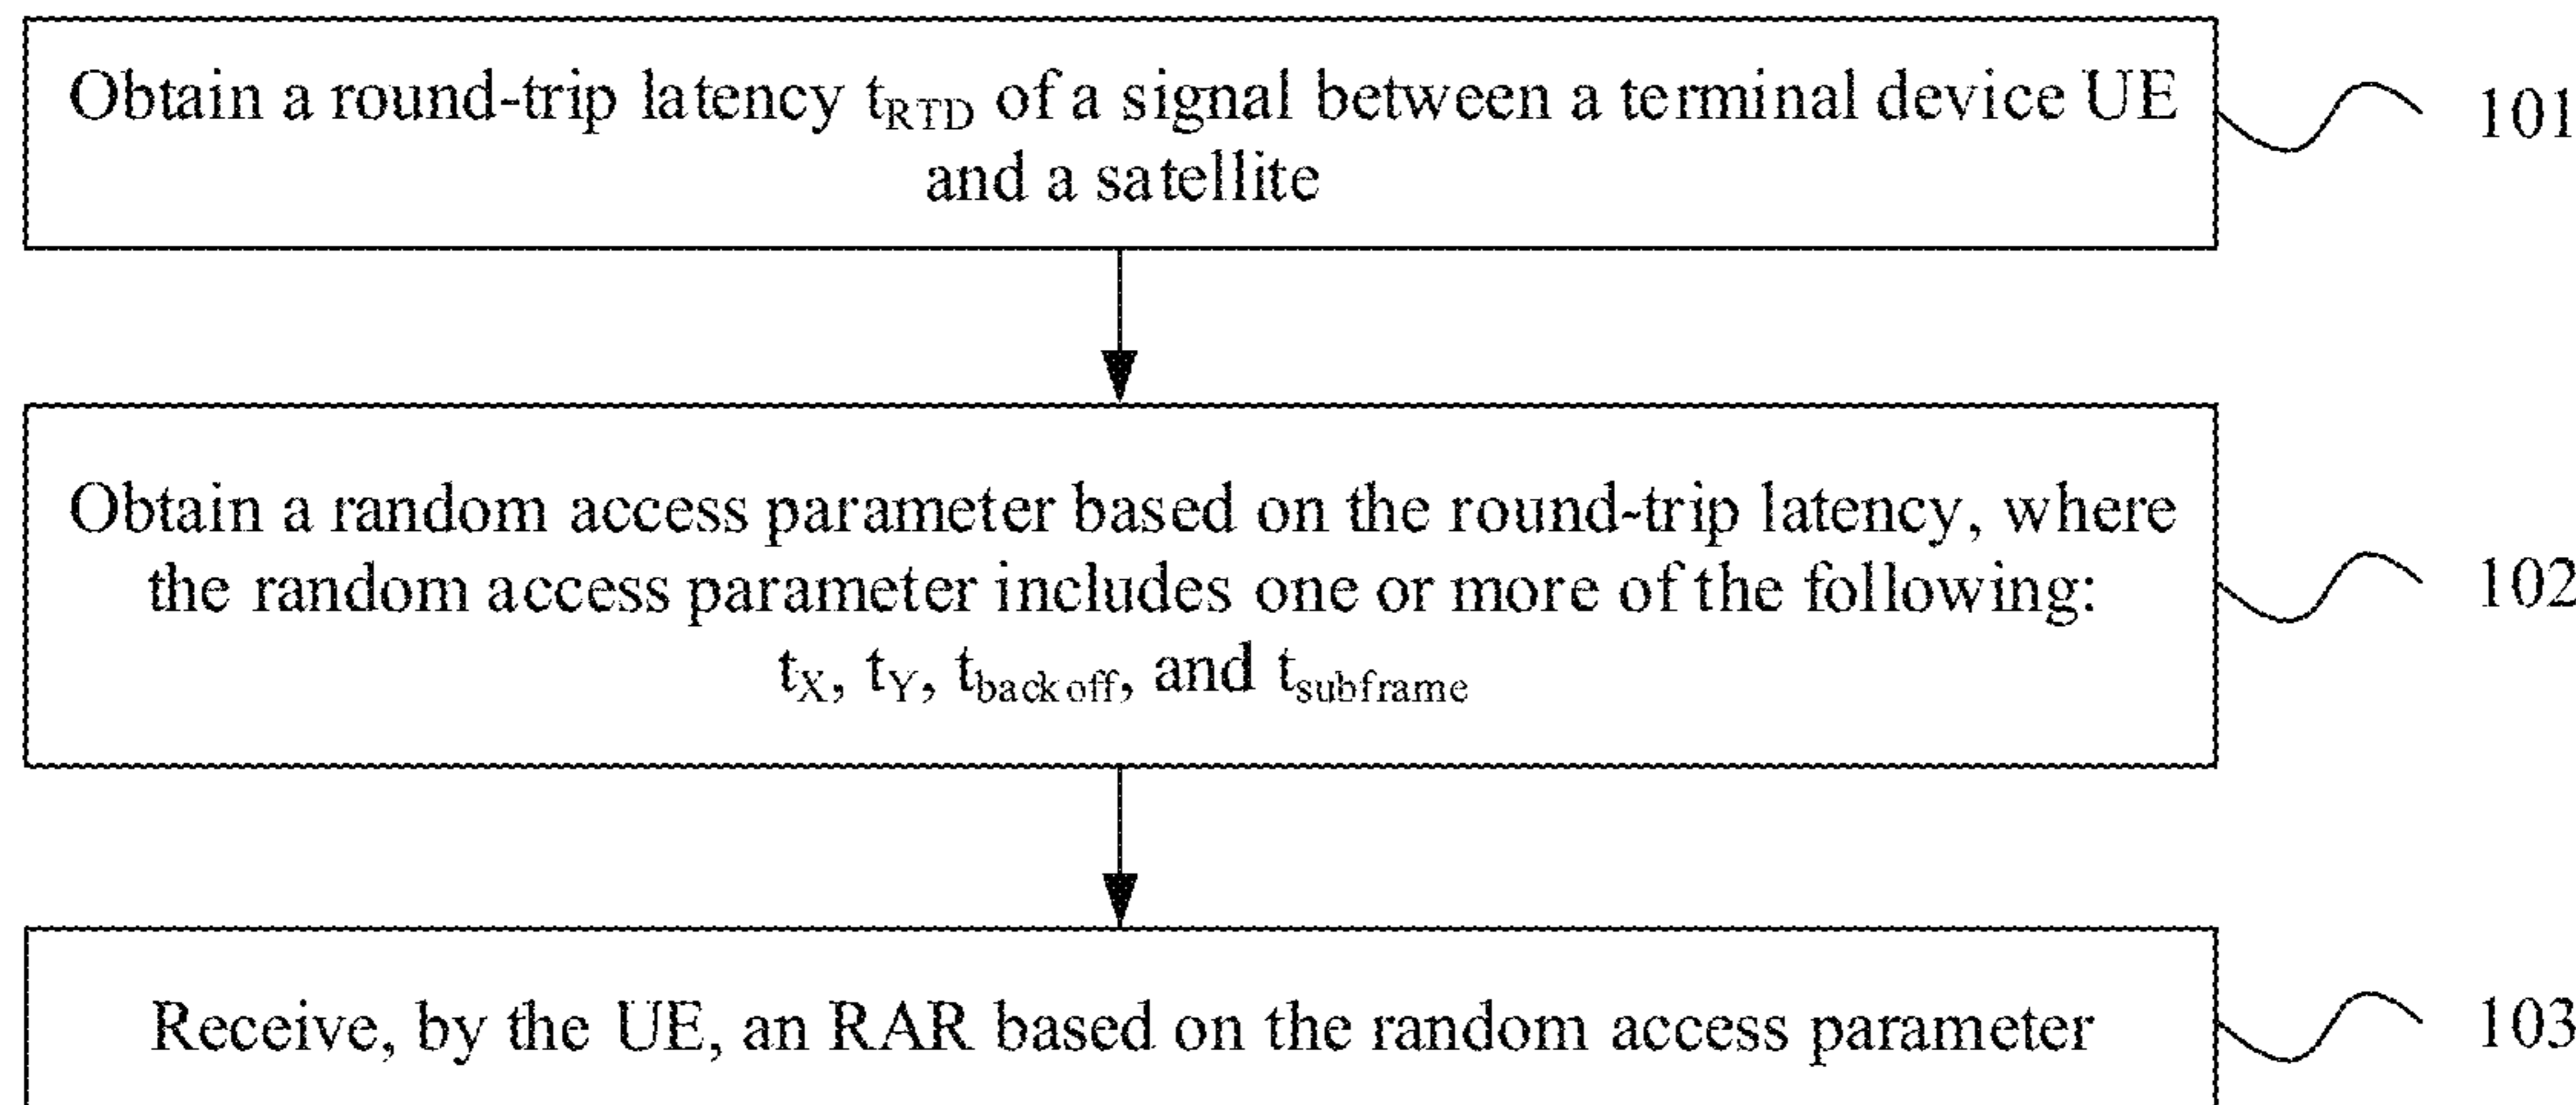 Obtain a round-trip latency tRTD of a signal between a terminal device UE
and a satellite
101
Obtain a random access parameter based on the round-trip latency, where
the random access parameter includes one or more of the following:
tX, tY, tbackoff, and tsubframe
102
Receive, by the UE, an RAR based on the random access parameter
103